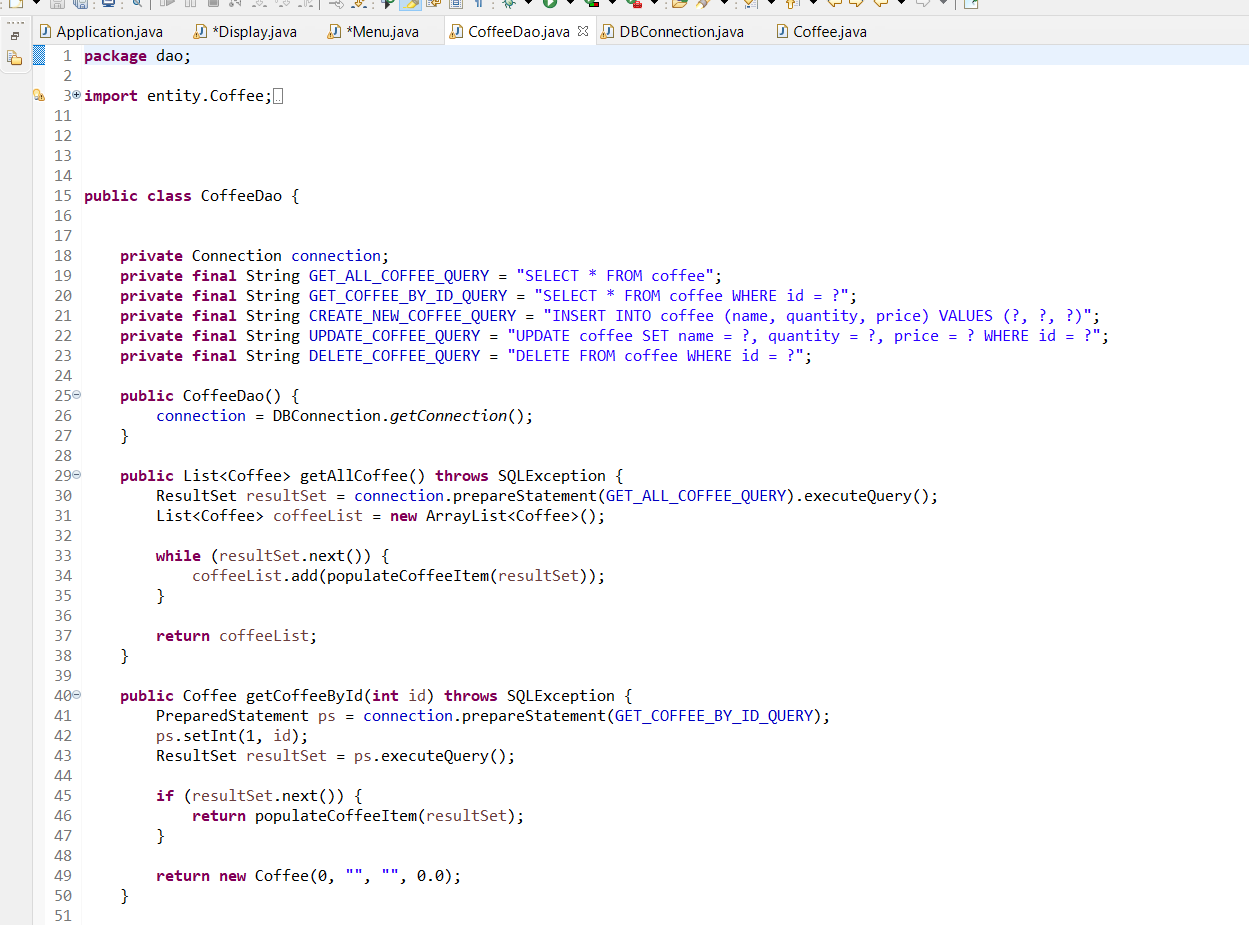 Application.java *Display.java *Menu.java CoffeeDao.java DBConnection.java Coffee.java
1 package dao;
2
3 import entity.Coffee;
11
12
13
14
15 public class CoffeeDao {
16
17
18 private Connection connection;
19 private final String GET_ALL_COFFEE_QUERY = "SELECT * FROM coffee";
20 private final String GET_COFFEE_BY_ID_QUERY = "SELECT * FROM coffee WHERE id = ?";
21 private final String CREATE_NEW_COFFEE_QUERY = "INSERT INTO coffee (name, quantity, price) VALUES (?, ?, ?)";
22 private final String UPDATE_COFFEE_QUERY = "UPDATE coffee SET name = ?, quantity = ?, price = ? WHERE id = ?";
23 private final String DELETE_COFFEE_QUERY = "DELETE FROM coffee WHERE id = ?";
24
25 public CoffeeDao() {
26 connection = DBConnection.getConnection();
27 }
28
29 public List<Coffee> getAllCoffee() throws SQLException {
30 ResultSet resultSet = connection.prepareStatement(GET_ALL_COFFEE_QUERY).executeQuery();
31 List<Coffee> coffeeList = new ArrayList<Coffee>();
32
33 while (resultSet.next()) {
34 coffeeList.add(populateCoffeeItem(resultSet));
35 }
36
37 return coffeeList;
38 }
39
40 public Coffee getCoffeeById(int id) throws SQLException {
41 PreparedStatement ps = connection.prepareStatement(GET_COFFEE_BY_ID_QUERY);
42 ps.setInt(1, id);
43 ResultSet resultSet = ps.executeQuery();
44
45 if (resultSet.next()) {
46 return populateCoffeeItem(resultSet);
47 }
48
49 return new Coffee(0, "", "", 0.0);
50 }
51